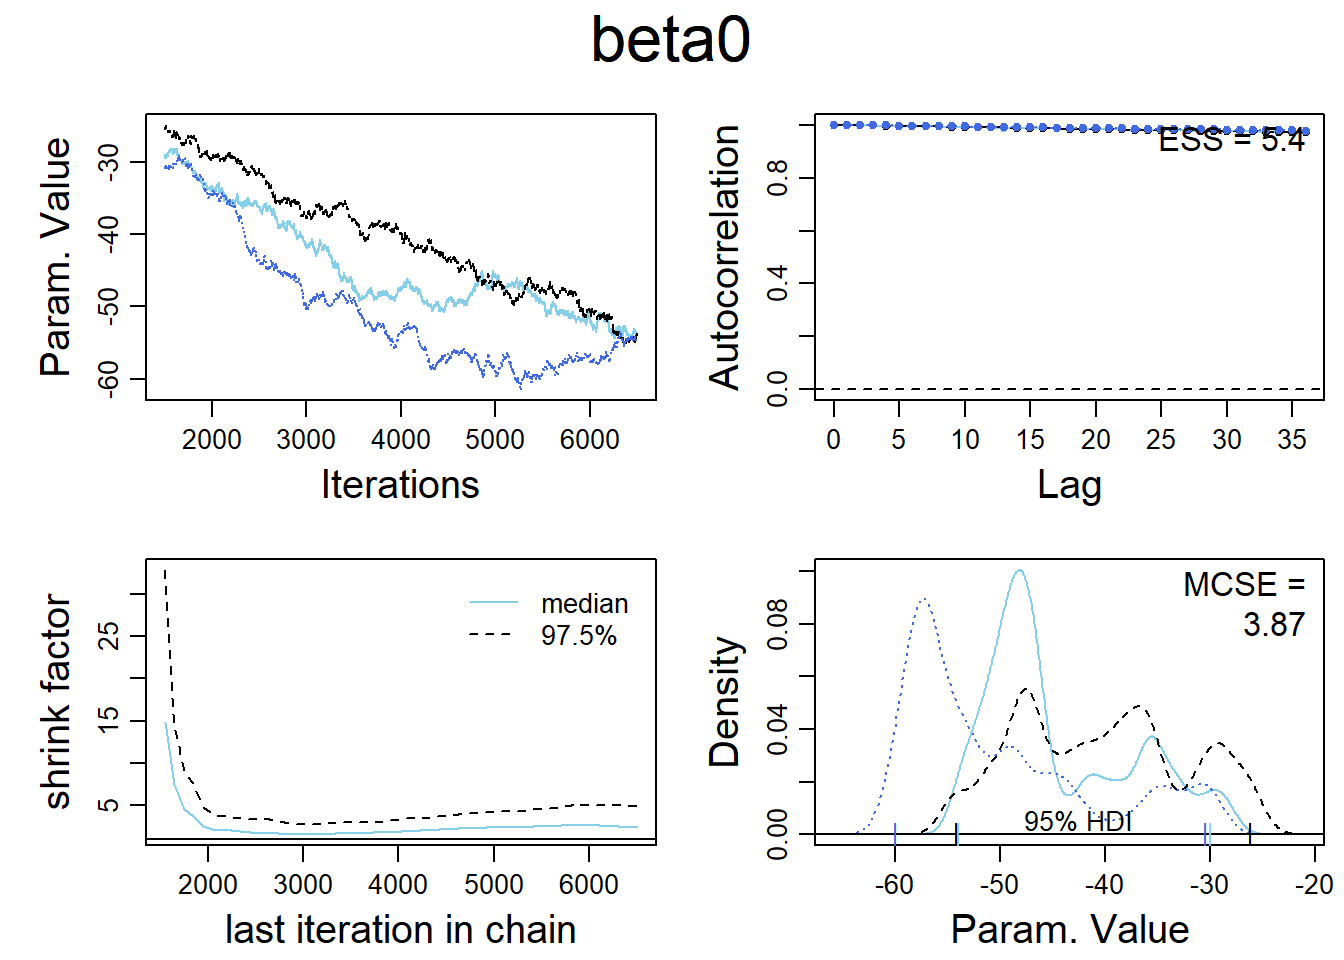 beta0
Param. Value
-30
-40
-50
-60
2000 3000 4000 5000 6000
Iterations
Autocorrelation
0.8
0.4
0.0
ESS = 5.4
0 5 10 15 20 25 30 35
Lag
shrink factor
25
15
5
median
97.5%
2000 3000 4000 5000 6000
last iteration in chain
Density
0.08
0.04
0.00
MCSE =
3.87
95% HDI
-60 -50 -40 -30 -20
Param. Value